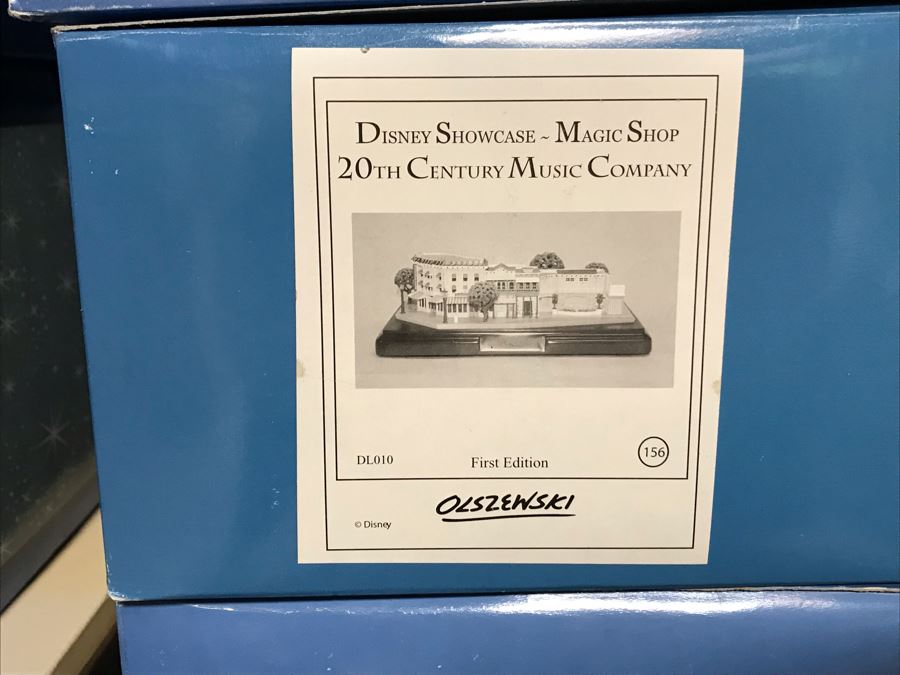 Disney Showcase ~ Magic Shop
20th Century Music Company
DL010 First Edition 156
OLSZEWSKI
© Disney